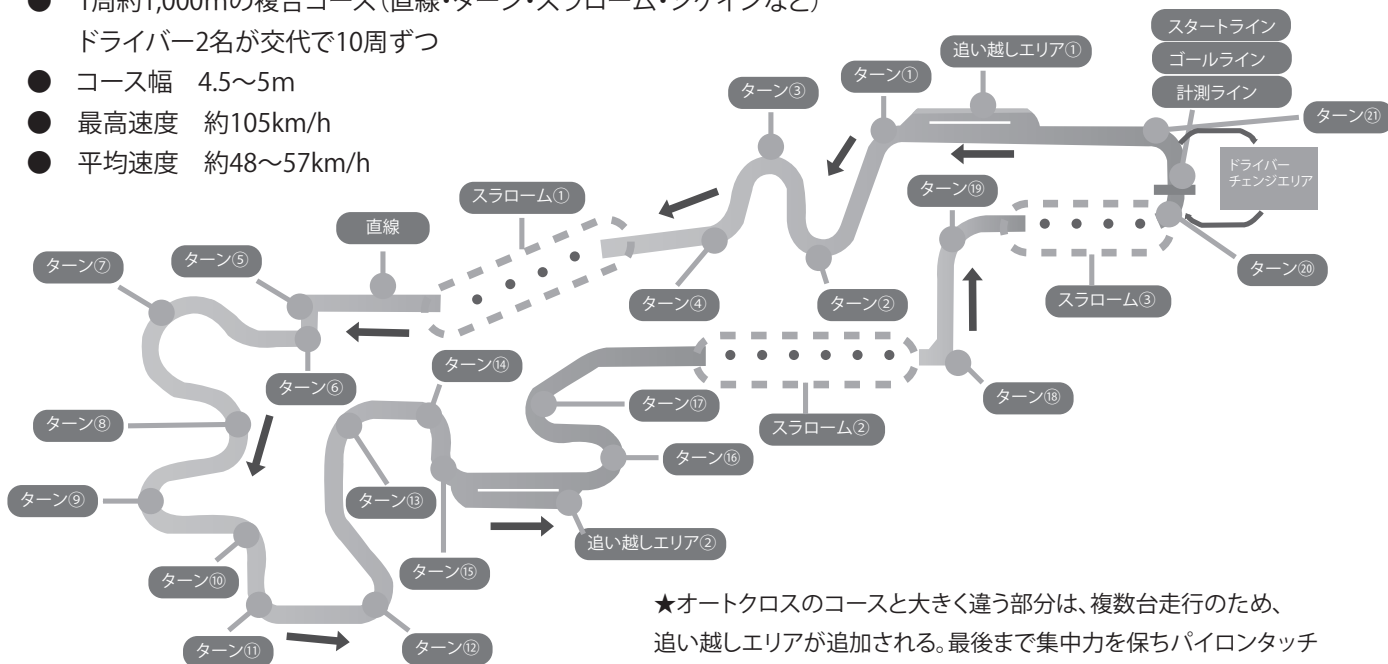 ● 1周約1,000mの複合コース（直線・ターン・スラローム・シケインなど）
ドライバー2名が交代で10周ずつ
● コース幅　4.5〜5m
● 最高速度　約105km/h
● 平均速度　約48〜57km/h
スタートライン
ゴールライン
計測ライン
追い越しエリア①
ターン①
ターン③
ターン㉑
ドライバー
チェンジエリア
ターン⑲
スラローム①
直線
ターン⑤
ターン⑦
ターン④
ターン②
スラローム③
ターン⑳
ターン⑥
ターン⑭
ターン⑱
ターン⑰
スラローム②
ターン⑧
ターン⑯
ターン⑨
ターン⑬
追い越しエリア②
ターン⑩
ターン⑮
ターン⑪
ターン⑫
★オートクロスのコースと大きく違う部分は、複数台走行のため、
追い越しエリアが追加される。最後まで集中力を保ちパイロンタッチ